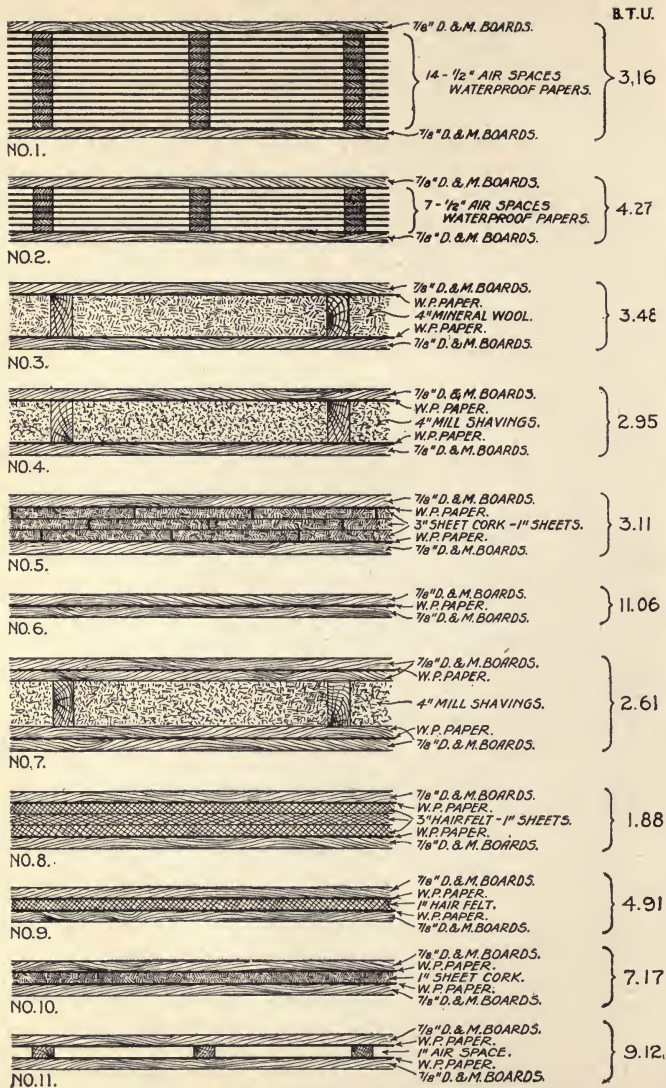 B.T.U.
7/8" D. & M. BOARDS.
14 - 1/2" AIR SPACES
WATERPROOF PAPERS.
3,16
7/8" D. & M. BOARDS.
NO.1.
7/8" D. & M. BOARDS.
7 - 1/2" AIR SPACES
WATERPROOF PAPERS.
4.27
7/8" D. & M. BOARDS.
NO.2.
7/8" D. & M. BOARDS.
W.P. PAPER.
4" MINERAL WOOL.
3.48
W.P. PAPER.
7/8" D. & M. BOARDS.
NO.3.
7/8" D. & M. BOARDS.
W.P. PAPER.
4" MILL SHAVINGS.
2.95
W.P. PAPER.
7/8" D. & M. BOARDS.
NO.4.
7/8" D. & M. BOARDS.
W.P. PAPER.
3" SHEET CORK - 1" SHEETS.
3.11
W.P. PAPER.
7/8" D. & M. BOARDS.
NO.5.
7/8" D. & M. BOARDS.
W.P. PAPER.
11.06
7/8" D. & M. BOARDS.
NO.6.
7/8" D. & M. BOARDS.
W.P. PAPER.
4" MILL SHAVINGS.
2.61
W.P. PAPER.
7/8" D. & M. BOARDS.
NO.7.
7/8" D. & M. BOARDS.
W.P. PAPER.
3" HAIRFELT - 1" SHEETS.
1.88
W.P. PAPER.
7/8" D. & M. BOARDS.
NO.8.
7/8" D. & M. BOARDS.
W.P. PAPER.
1" HAIR FELT.
4.91
W.P. PAPER.
7/8" D. & M. BOARDS.
NO.9.
7/8" D. & M. BOARDS.
W.P. PAPER.
1" SHEET CORK.
7.17
W.P. PAPER.
7/8" D. & M. BOARDS.
NO.10.
7/8" D. & M. BOARDS.
W.P. PAPER.
1" AIR SPACE.
9.12.
W.P. PAPER.
7/8" D. & M. BOARDS.
NO.11.